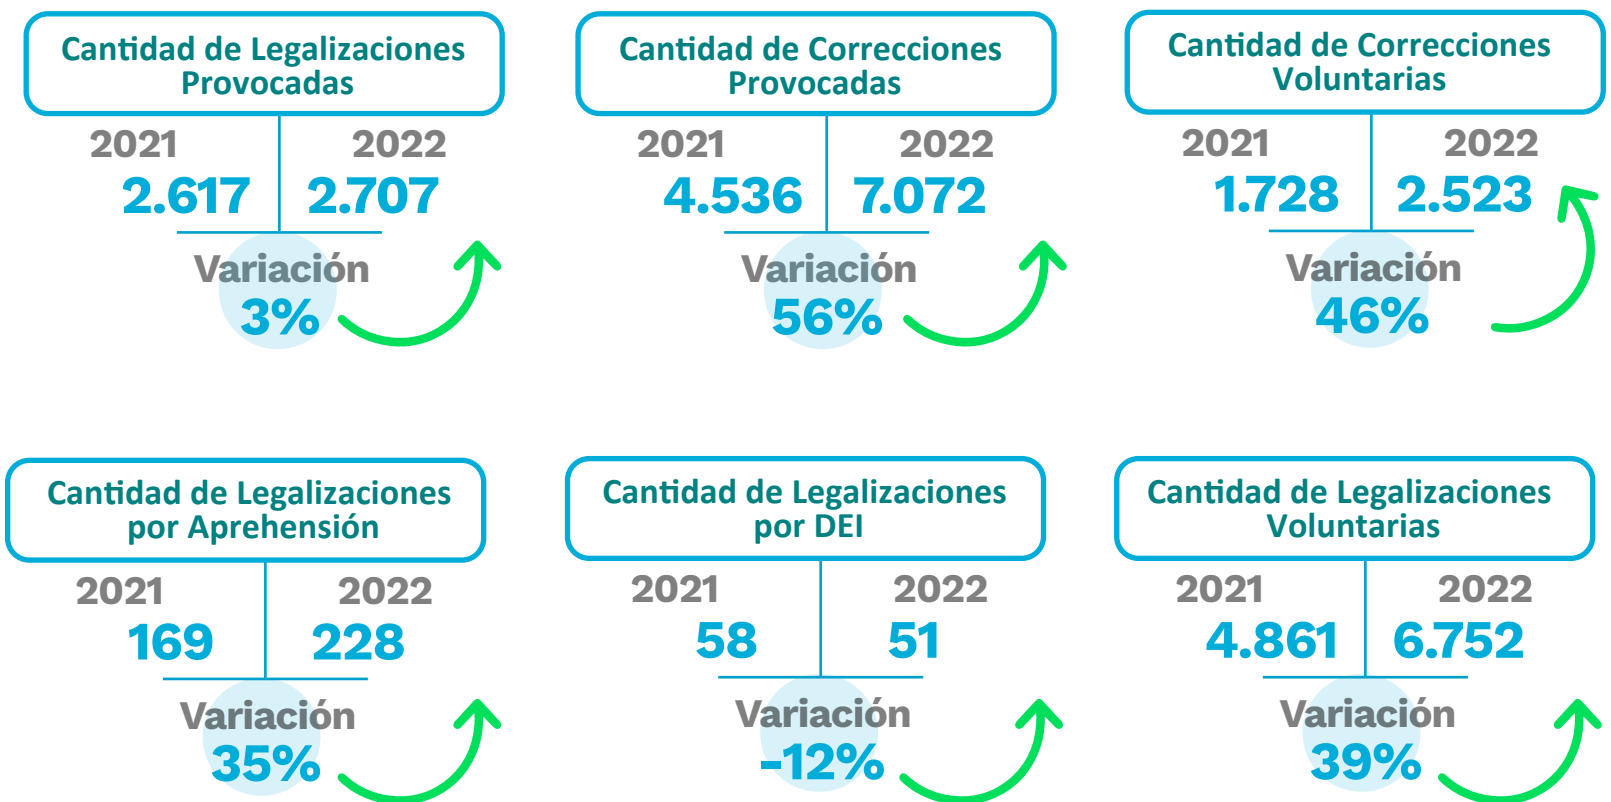 Cantidad de Legalizaciones
Provocadas
2021 2022
2.617 2.707
Variación
3%
Cantidad de Correcciones
Provocadas
2021 2022
4.536 7.072
Variación
56%
Cantidad de Correcciones
Voluntarias
2021 2022
1.728 2.523
Variación
46%
Cantidad de Legalizaciones
por Aprehensión
2021 2022
169 228
Variación
35%
Cantidad de Legalizaciones
por DEI
2021 2022
58 51
Variación
-12%
Cantidad de Legalizaciones
Voluntarias
2021 2022
4.861 6.752
Variación
39%